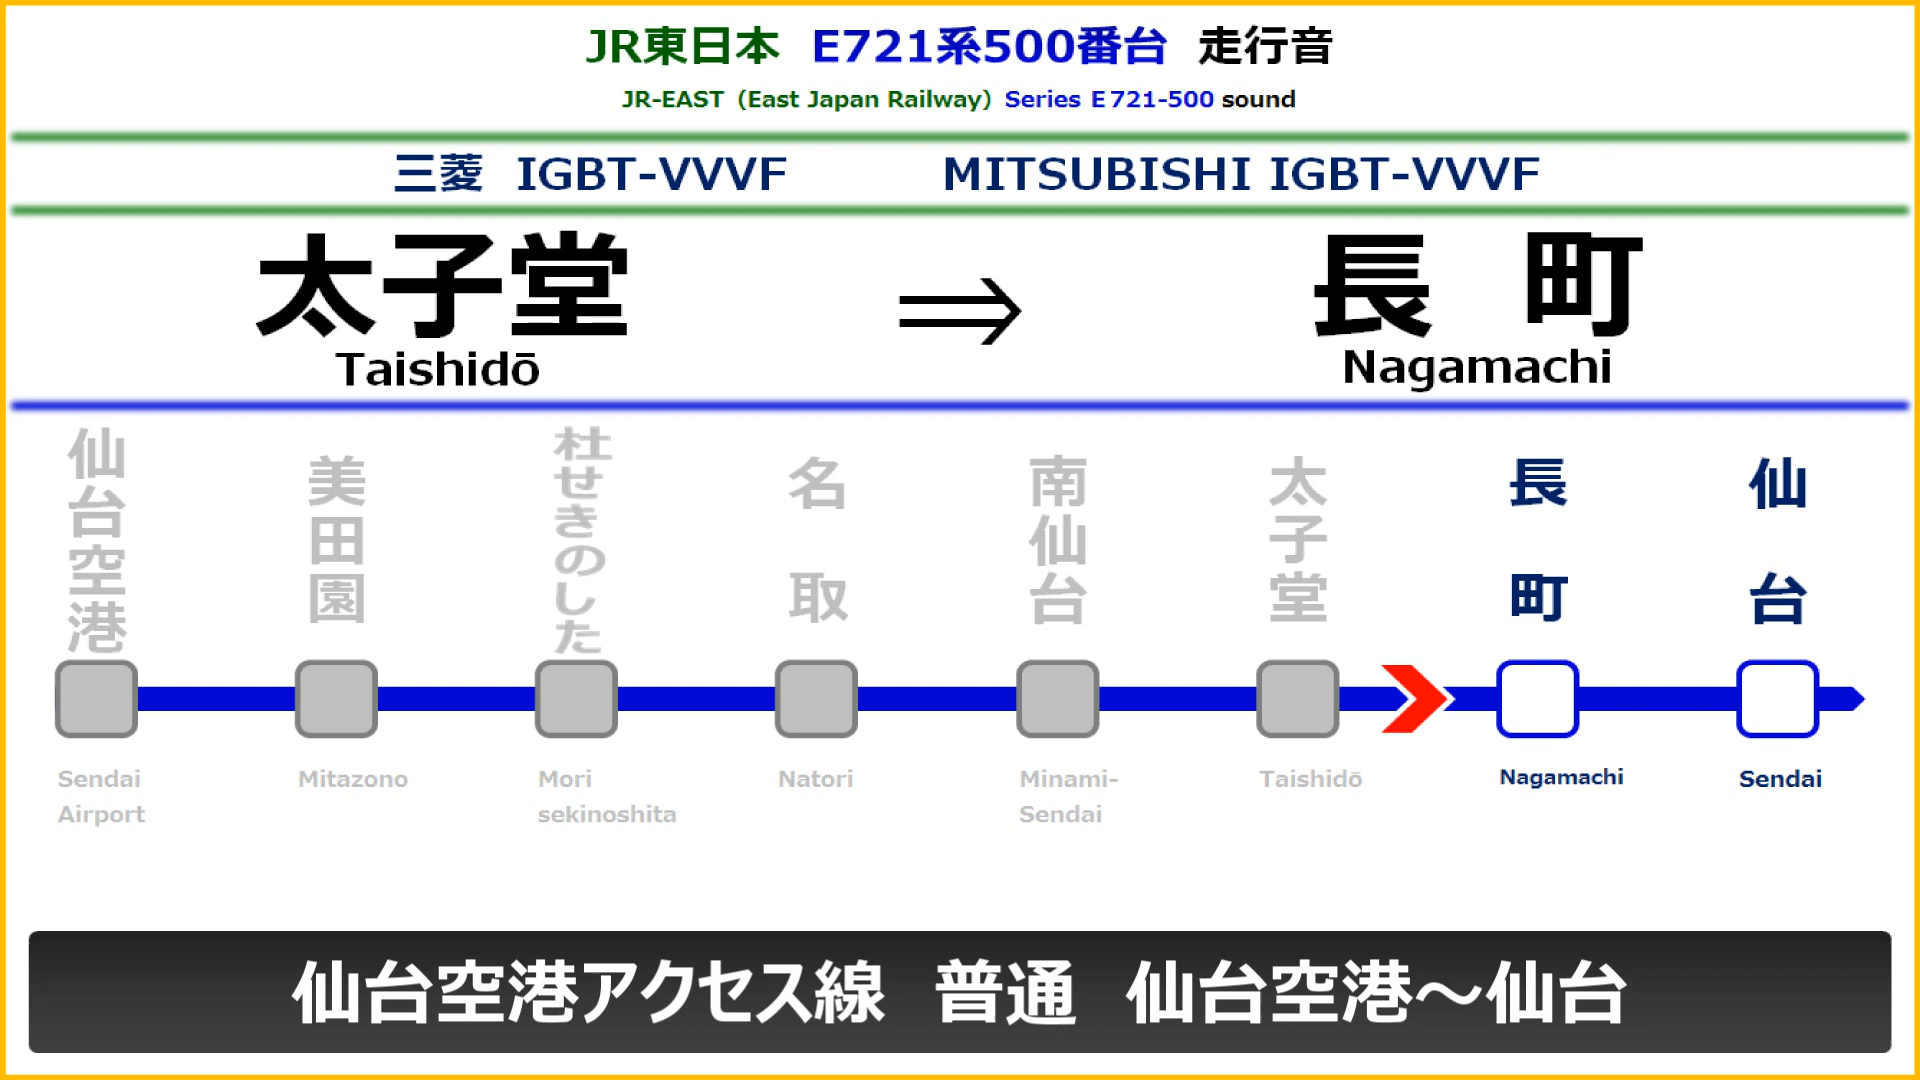 JR東日本 E721系500番台 走行音
JR-EAST（East Japan Railway）Series E721-500 sound
三菱 IGBT-VVVF MITSUBISHI IGBT-VVVF
太子堂 ⇒ 長町
Taishidō Nagamachi
仙台空港
美田園
杜せきのした
名取
南仙台
太子堂
長町
仙台
Sendai Airport
Mitazono
Mori sekinoshita
Natori
Minami-Sendai
Taishidō
Nagamachi
Sendai
仙台空港アクセス線 普通 仙台空港～仙台